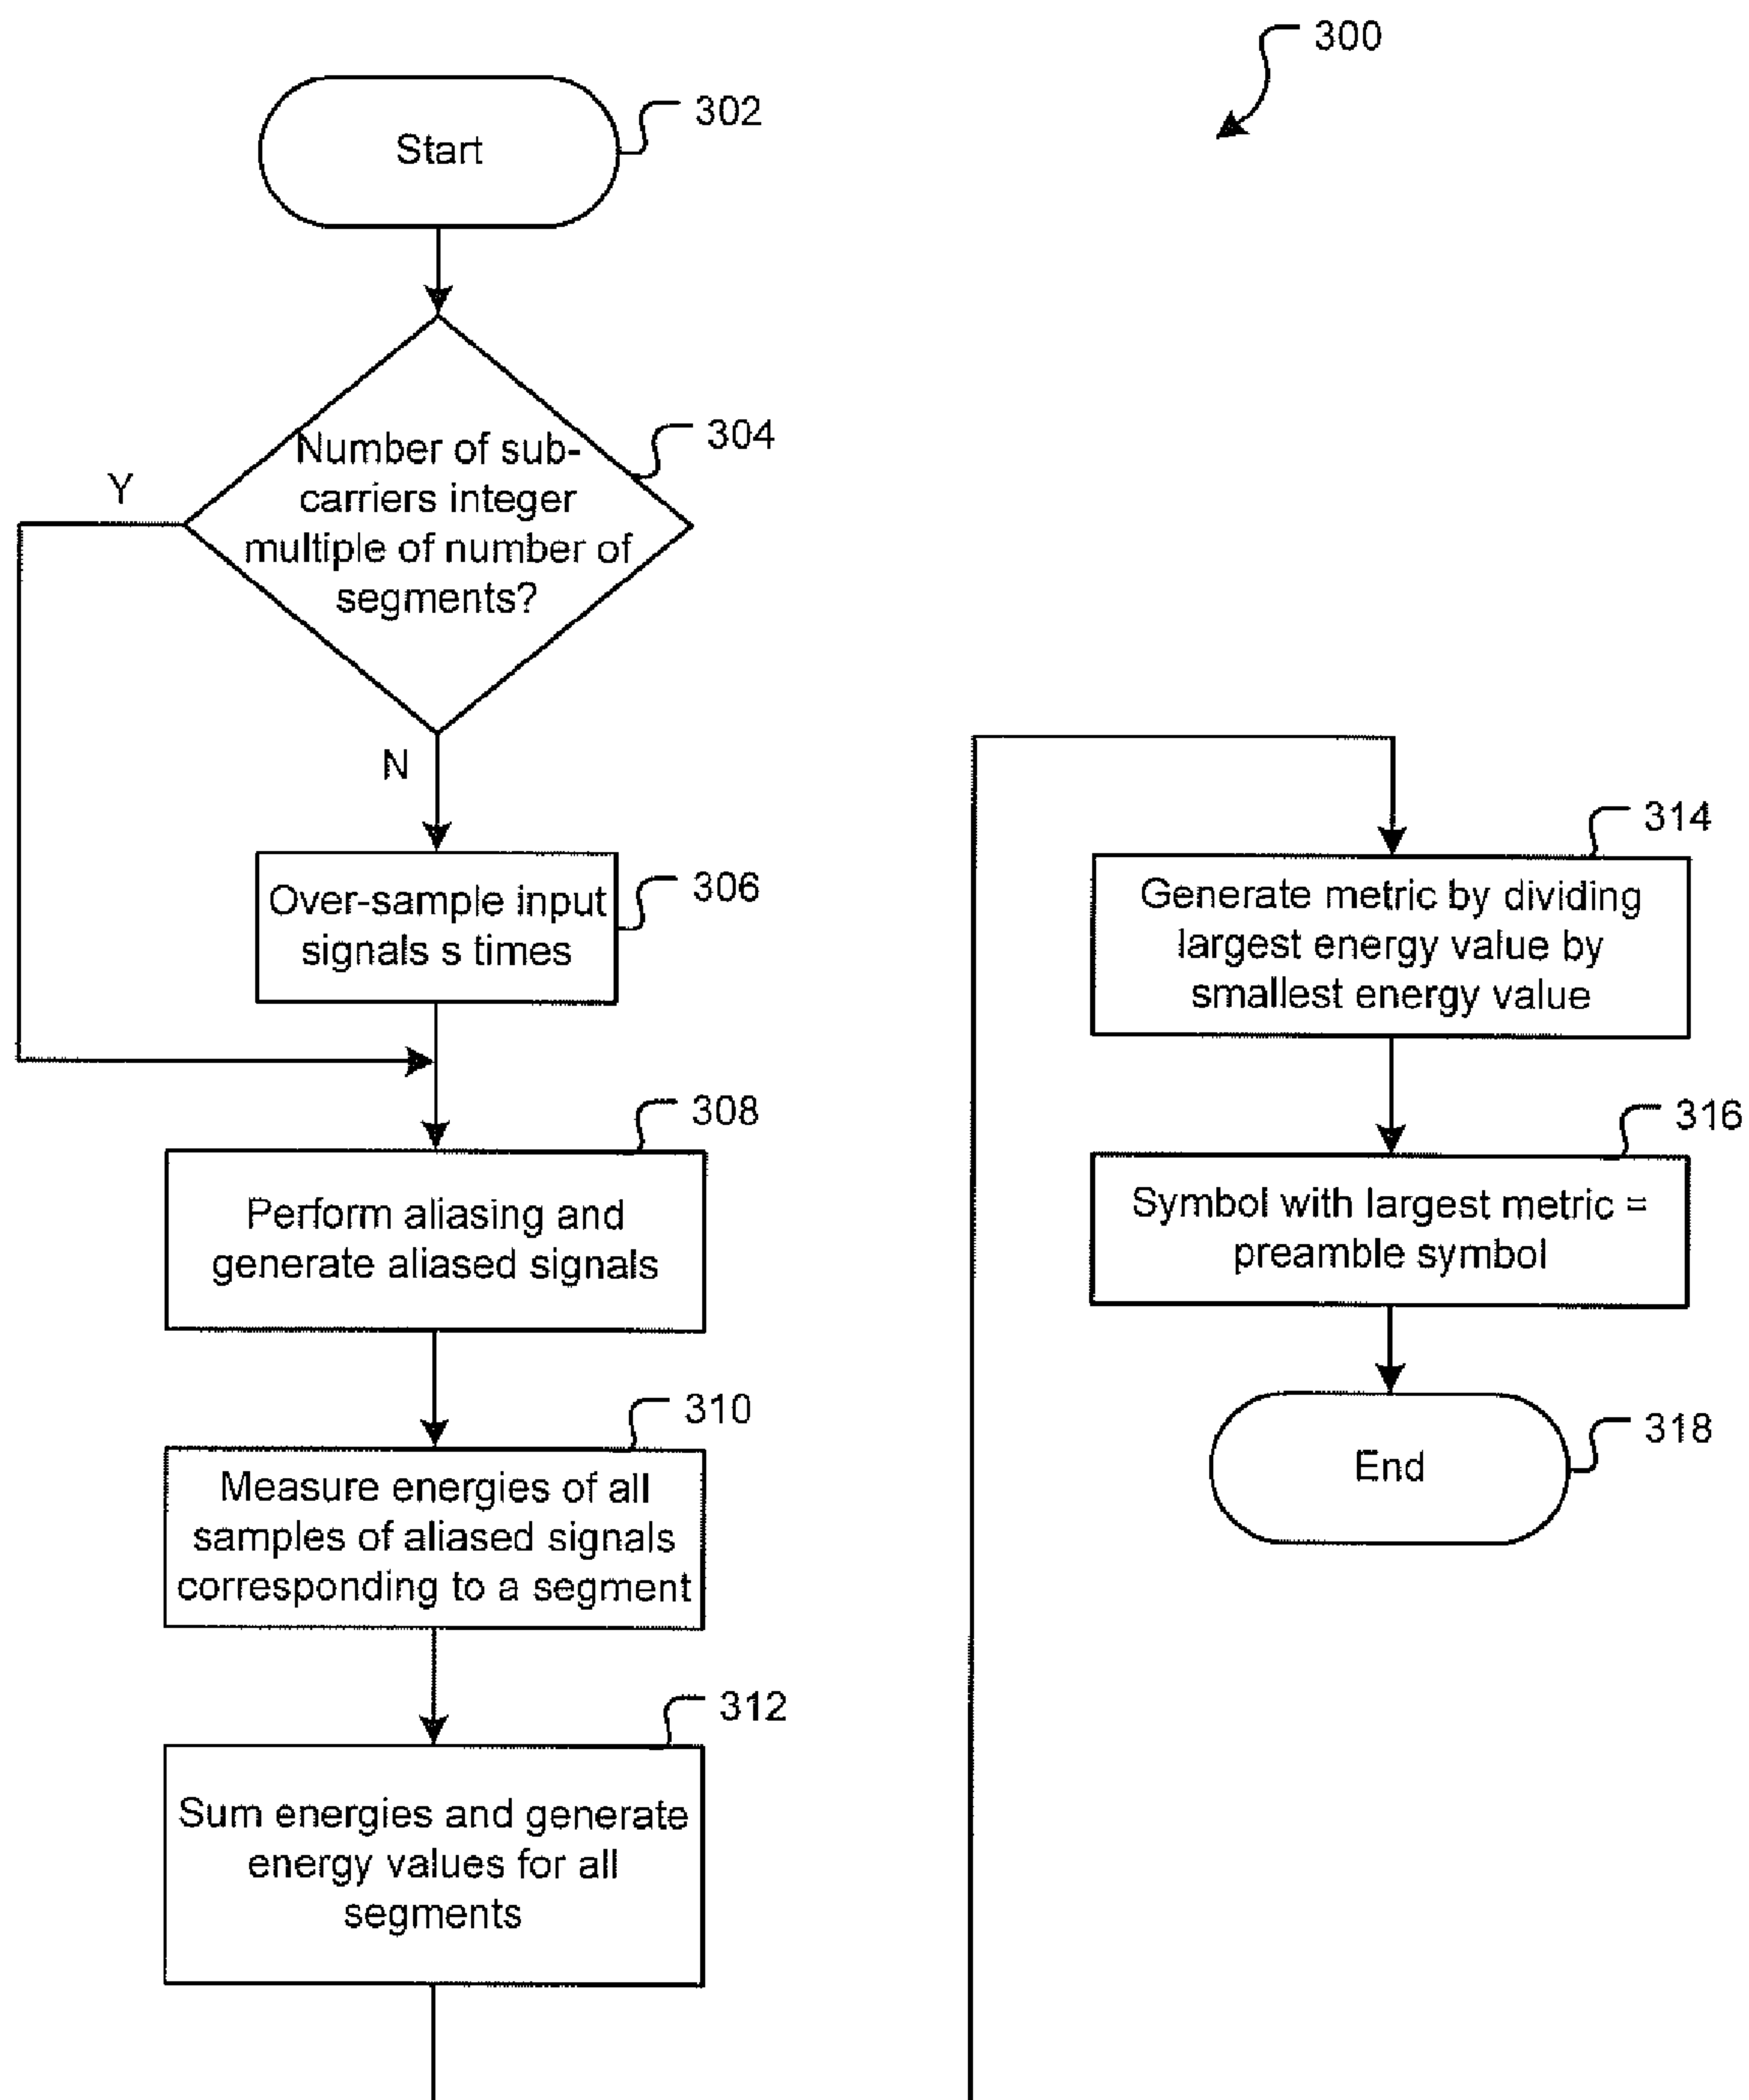 300
302
Start
304
Number of sub-
carriers integer
multiple of number of
segments?
Y
N
306
Over-sample input
signals s times
308
Perform aliasing and
generate aliased signals
310
Measure energies of all
samples of aliased signals
corresponding to a segment
312
Sum energies and generate
energy values for all
segments
314
Generate metric by dividing
largest energy value by
smallest energy value
316
Symbol with largest metric =
preamble symbol
318
End